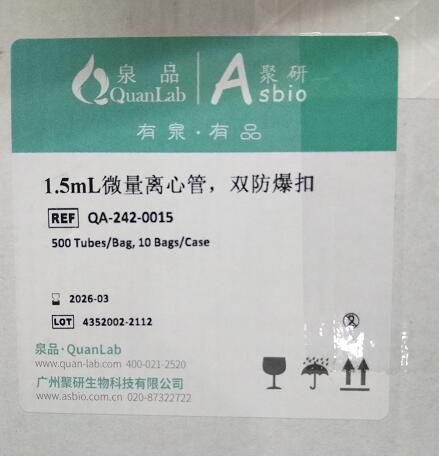 泉品 聚研
QuanLab Asbio
有泉·有品
1.5mL微量离心管，双防爆扣
REF QA-242-0015
500 Tubes/Bag, 10 Bags/Case
2026-03
LOT 4352002-2112
泉品·QuanLab
www.quan-lab.com 400-021-2520
广州聚研生物科技有限公司
www.asbio.com.cn 020-87322722